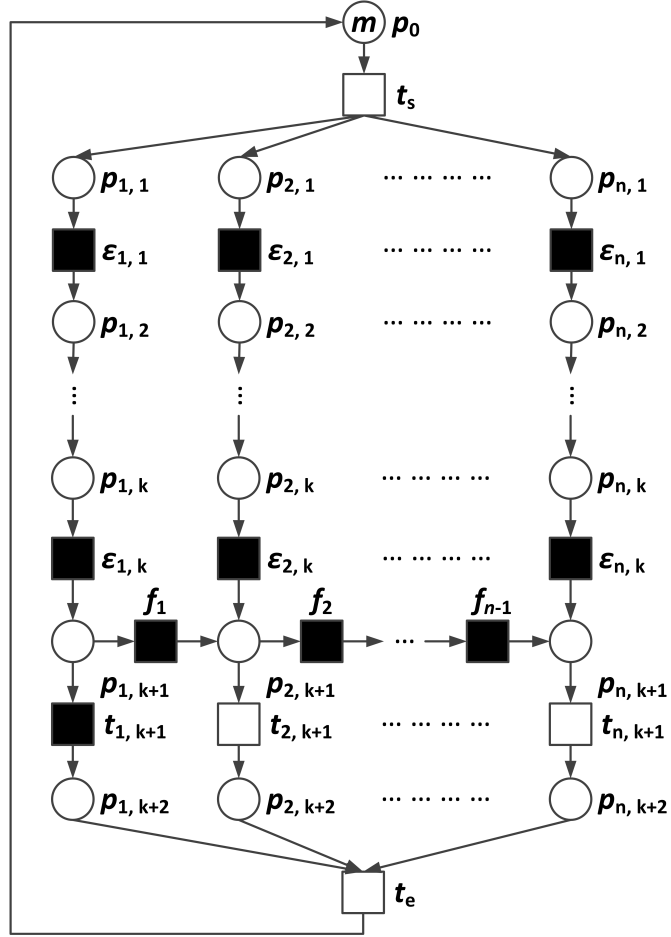 m p0
ts
p1, 1 p2, 1 ... ... ... ... pn, 1
ε1, 1 ε2, 1 ... ... ... ... εn, 1
p1, 2 p2, 2 ... ... ... ... pn, 2
... ... ...
p1, k p2, k ... ... ... ... pn, k
ε1, k ε2, k ... ... ... ... εn, k
f1 f2 fn-1
...
p1, k+1 p2, k+1 pn, k+1
t1, k+1 t2, k+1 ... ... ... ... tn, k+1
p1, k+2 p2, k+2 ... ... ... ... pn, k+2
te